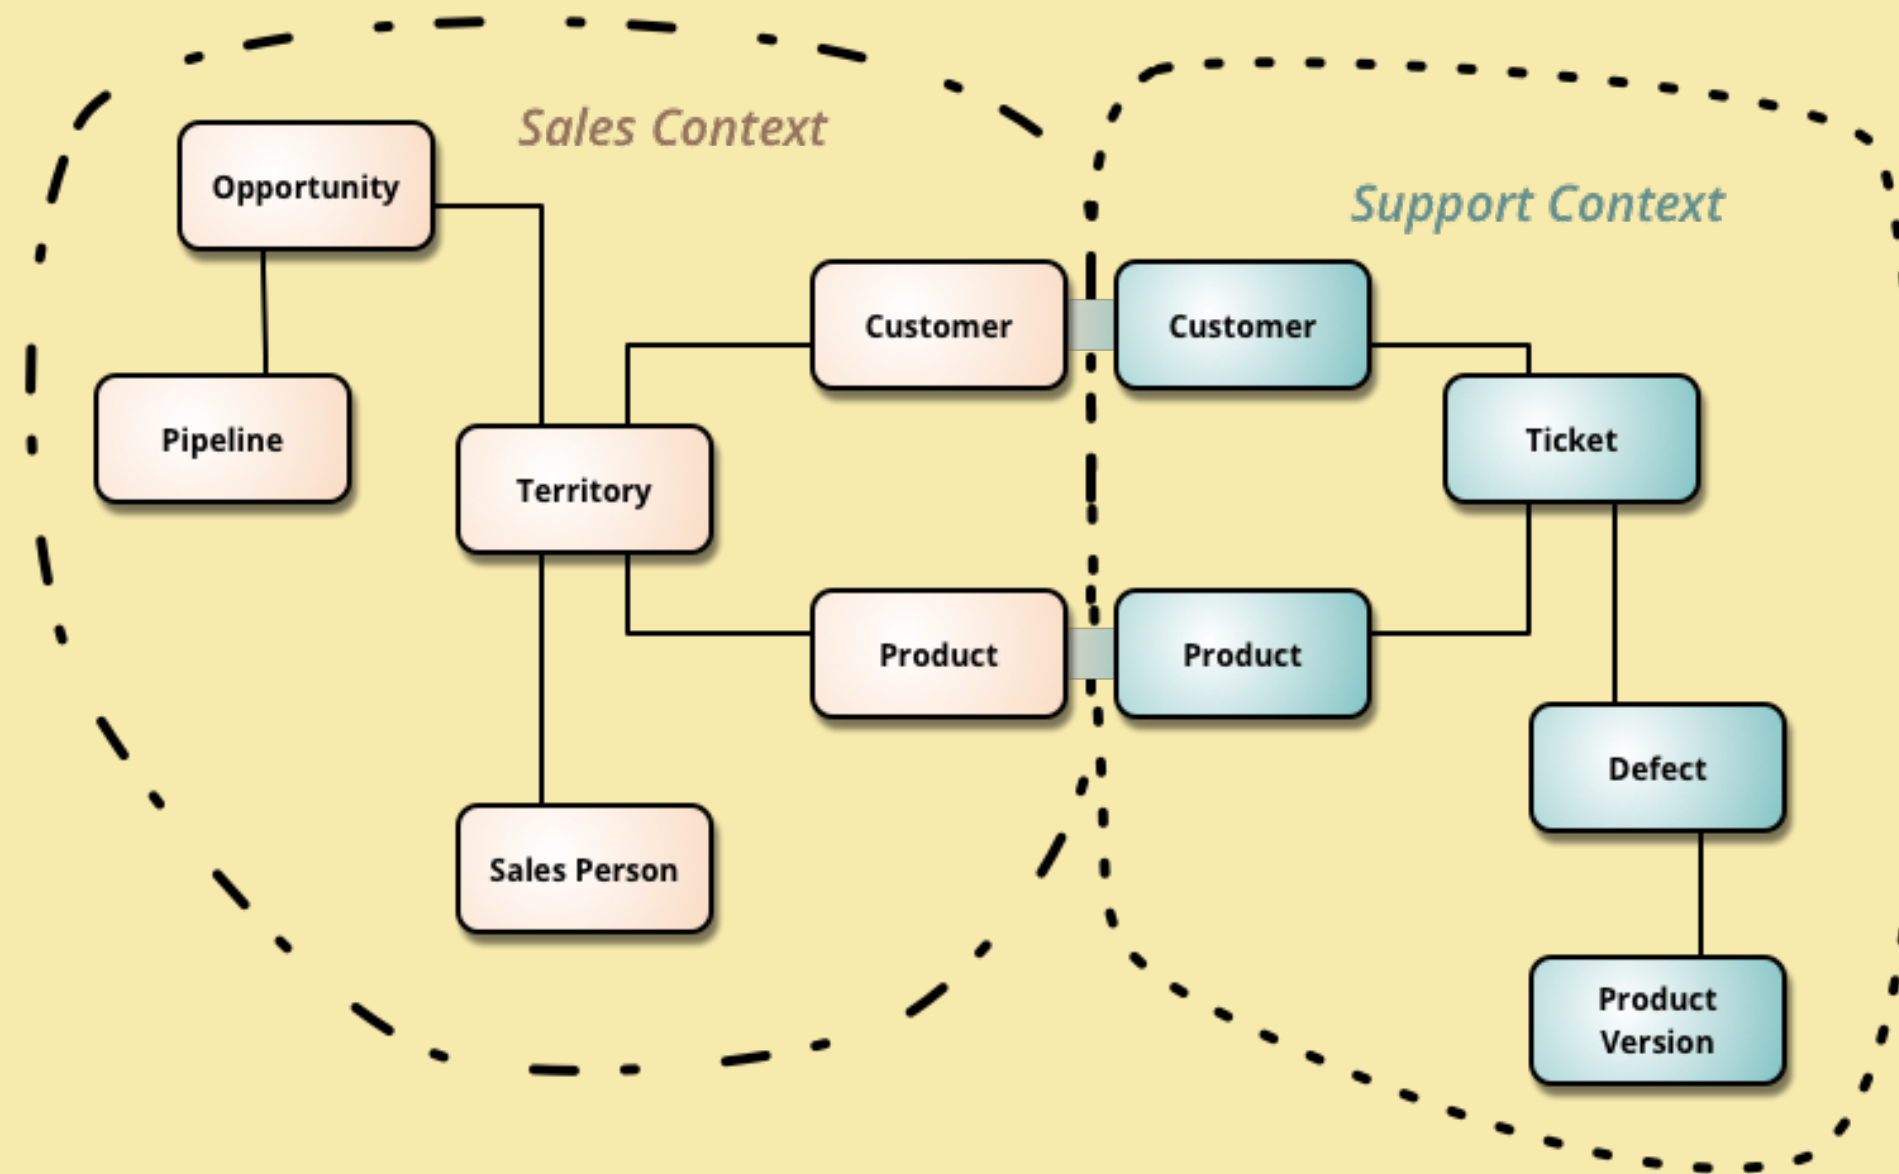 Sales Context
Opportunity
Support Context
Customer
Customer
Pipeline
Ticket
Territory
Product
Product
Defect
Sales Person
Product
Version